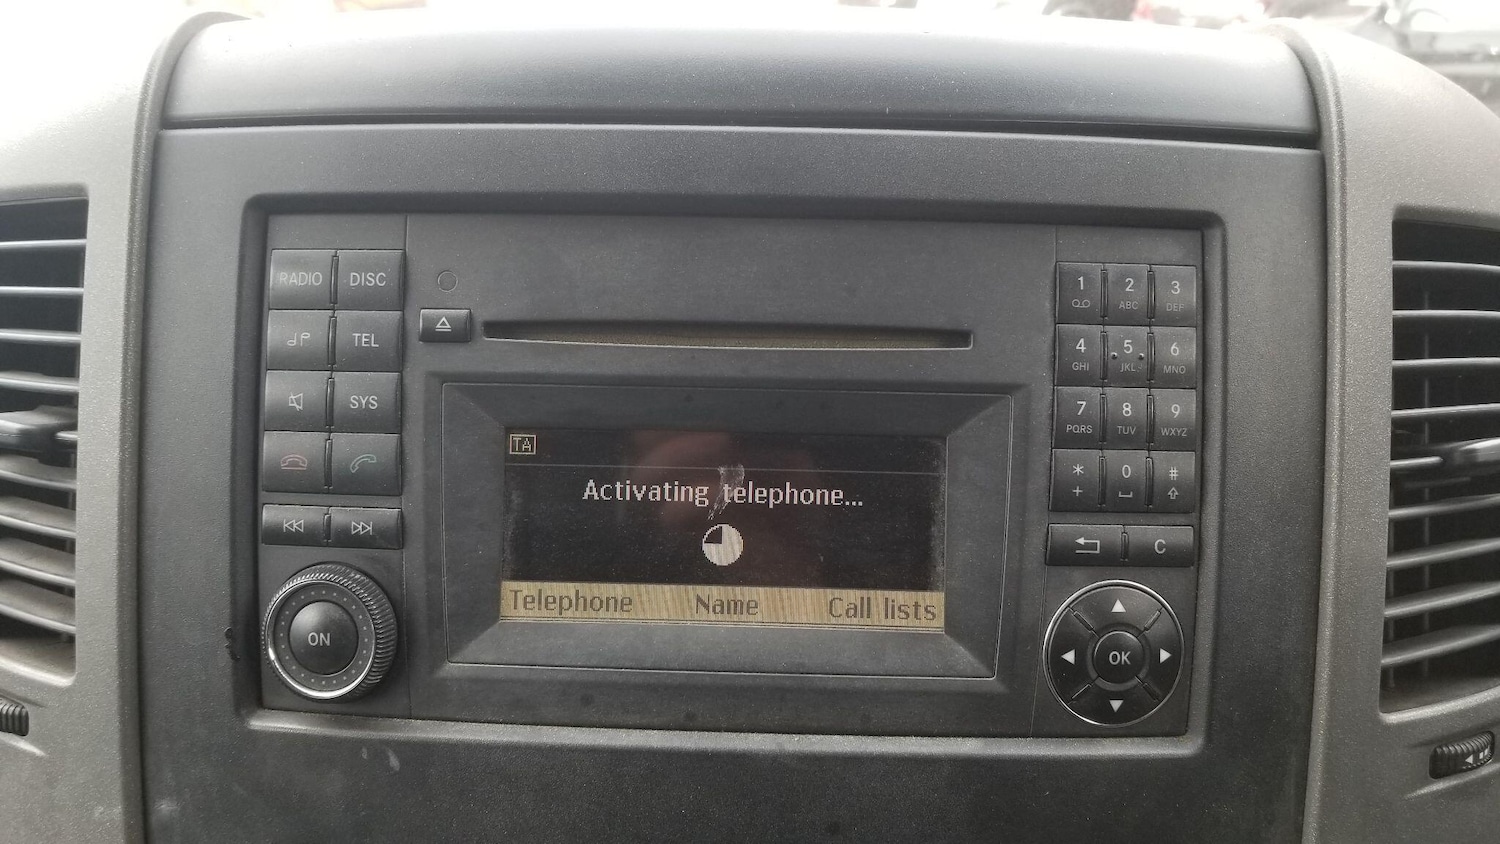 RADIO DISC
TEL
SYS
ON
TA
Activating telephone...
Telephone Name Call lists
1 2 3
ABC DEF
4 5 6
GHI JKL MNO
7 8 9
PQRS TUV WXYZ
* 0 #
+
C
OK